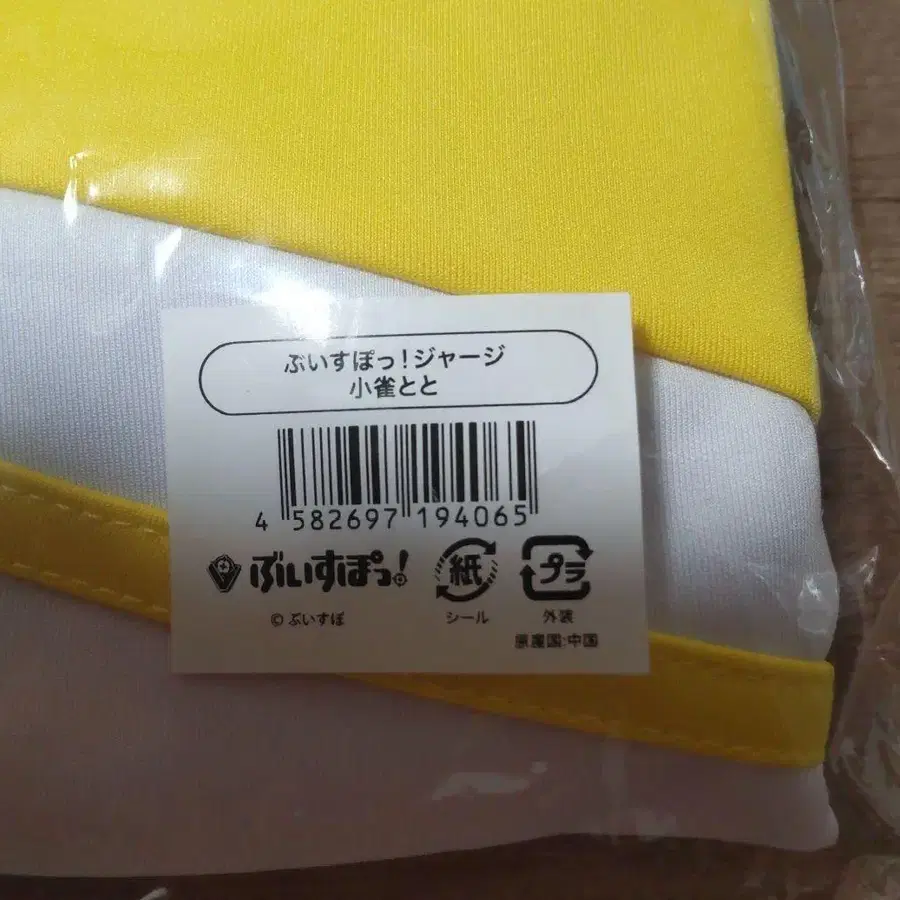 ぶいすぽっ！ジャージ
小雀とと
4 582697 194065
ぶいすぽっ！
紙
プラ
© ぶいすぽ
シール
外装
原産国:中国